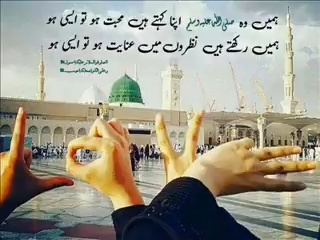 ہمیں وہ ﷺ اپنا کہتے ہیں محبت ہو تو ایسی ہو
ہمیں رکھتے ہیں نظروں میں عنایت ہو تو ایسی ہو